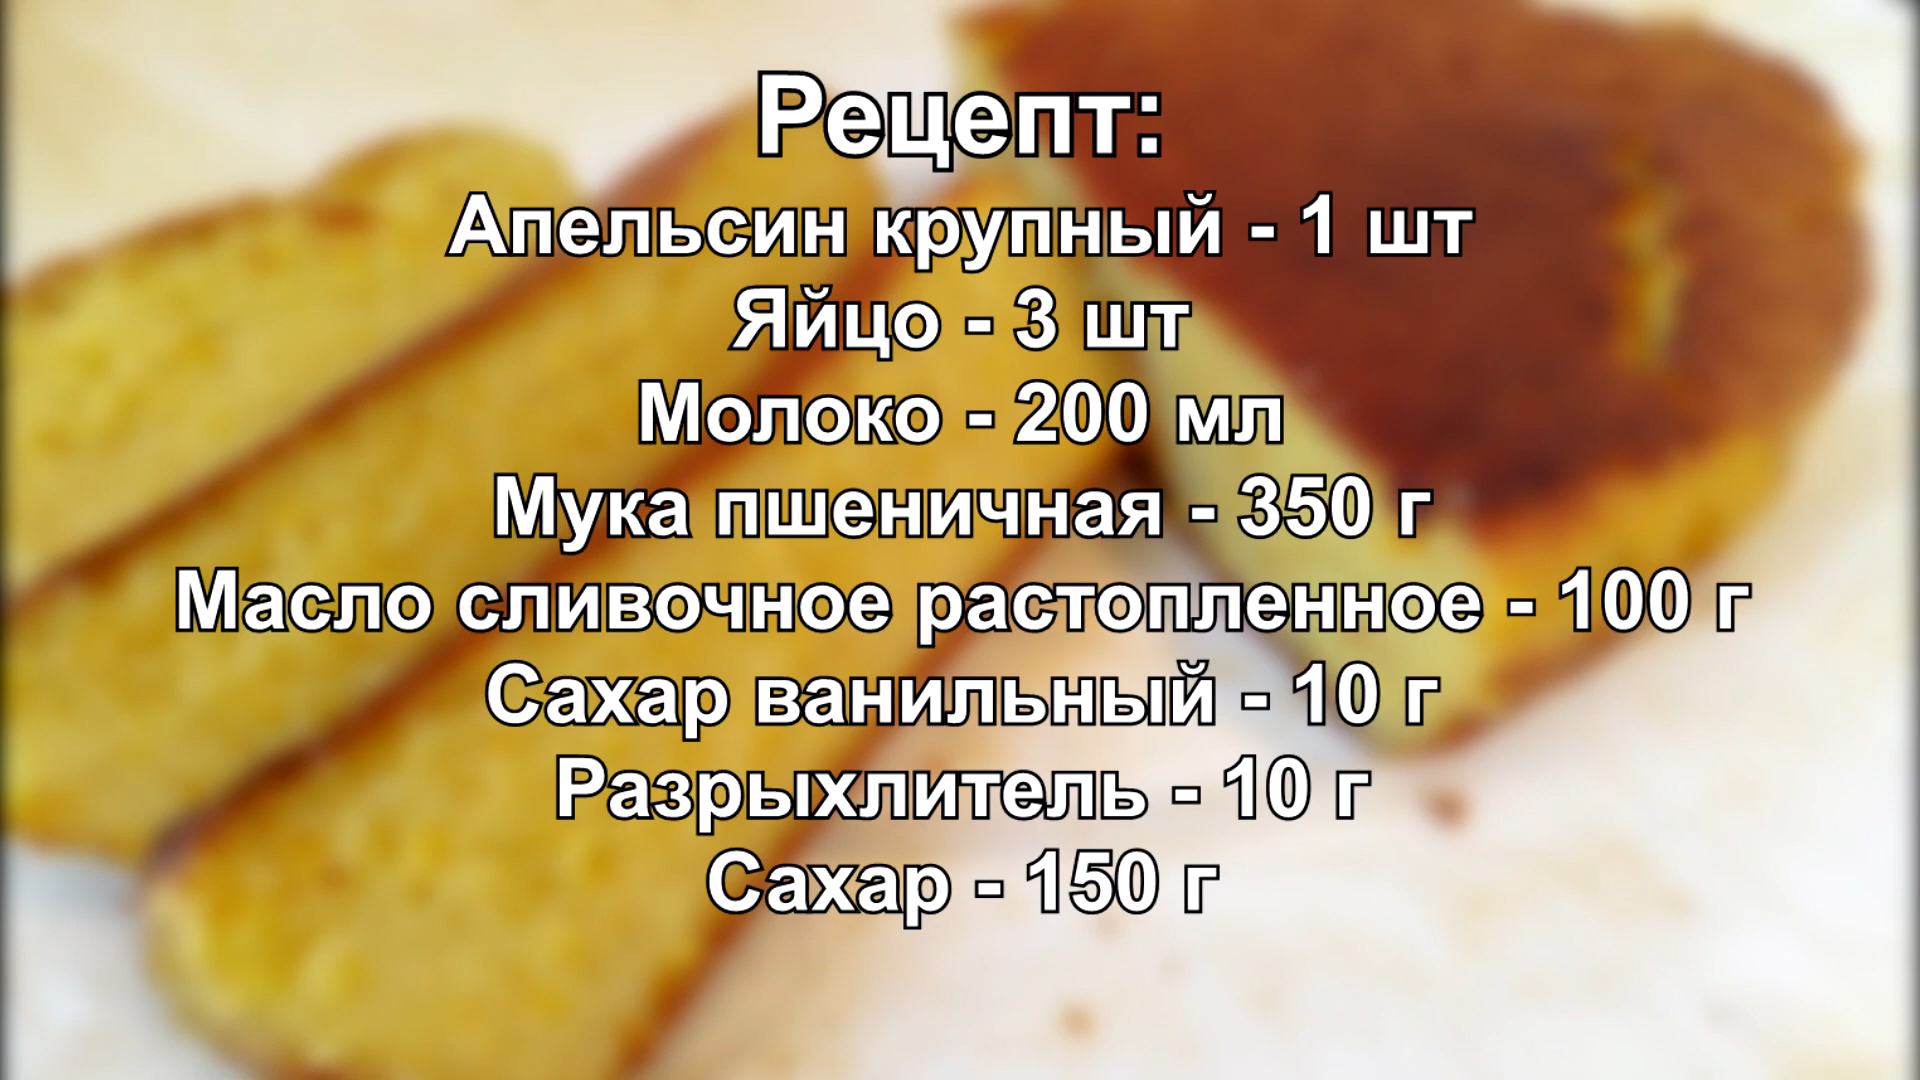 Рецепт:
Апельсин крупный - 1 шт
Яйцо - 3 шт
Молоко - 200 мл
Мука пшеничная - 350 г
Масло сливочное растопленное - 100 г
Сахар ванильный - 10 г
Разрыхлитель - 10 г
Сахар - 150 г